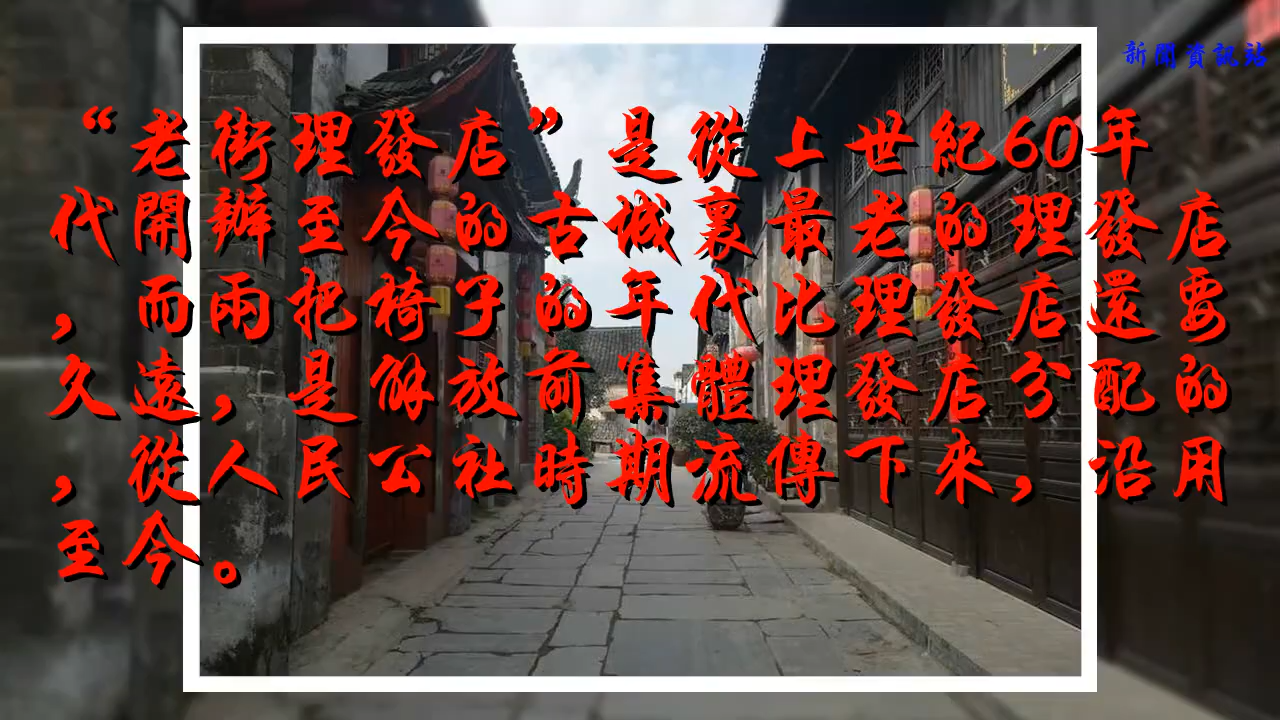 新聞資訊站
“老街理發店”是從上世紀60年
代開辦至今的古城裏最老的理發店
，而兩把椅子的年代比理發店還要
久遠，是解放前集體理發店分配的
，從人民公社時期流傳下來，沿用
至今。